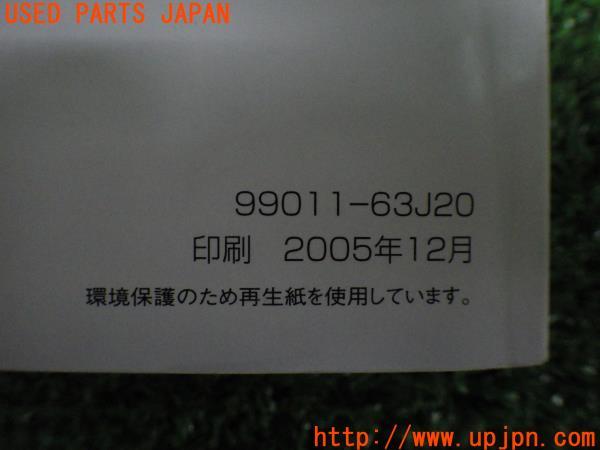 USED PARTS JAPAN
99011-63J20
印刷　2005年12月
環境保護のため再生紙を使用しています。
http://www.upjpn.com